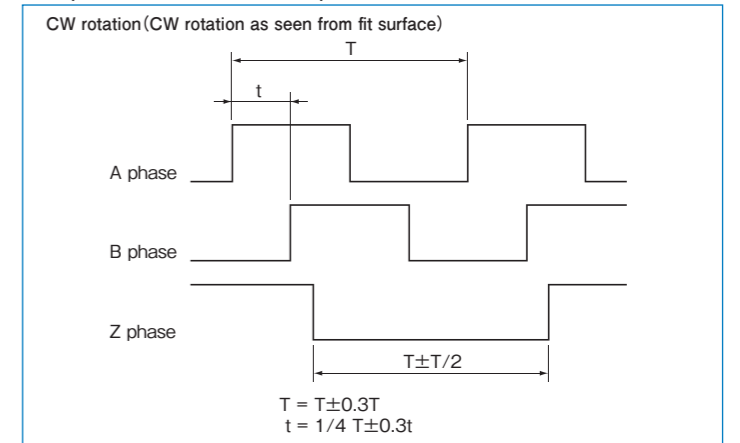 CW rotation(CW rotation as seen from fit surface)
T
t
A phase
B phase
Z phase
T±T/2
T = T±0.3T
t = 1/4 T±0.3t